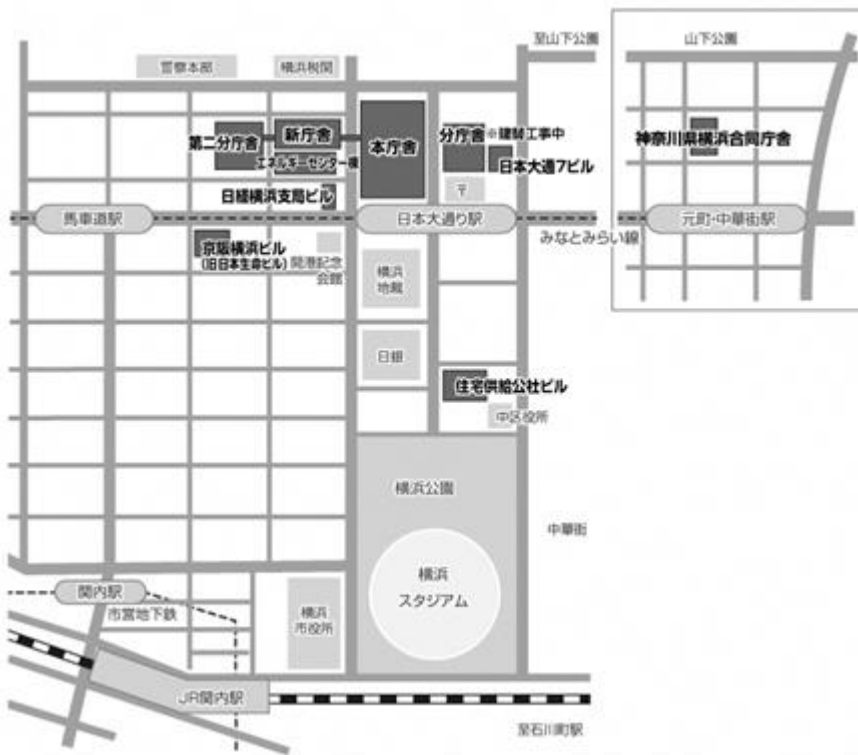 至山下公園
山下公園
警察本部
横浜税関
第二分庁舎
新庁舎
エネルギーセンター棟
本庁舎
分庁舎
※建替工事中
日本大通7ビル
神奈川県横浜合同庁舎
日経横浜支局ビル
〒
馬車道駅
日本大通り駅
元町・中華街駅
みなとみらい線
京阪横浜ビル
(旧日本生命ビル)
開港記念
会館
横浜
地裁
日銀
住宅供給公社ビル
中区役所
横浜公園
中華街
横浜
スタジアム
関内駅
市営地下鉄
横浜
市役所
JR関内駅
至石川町駅